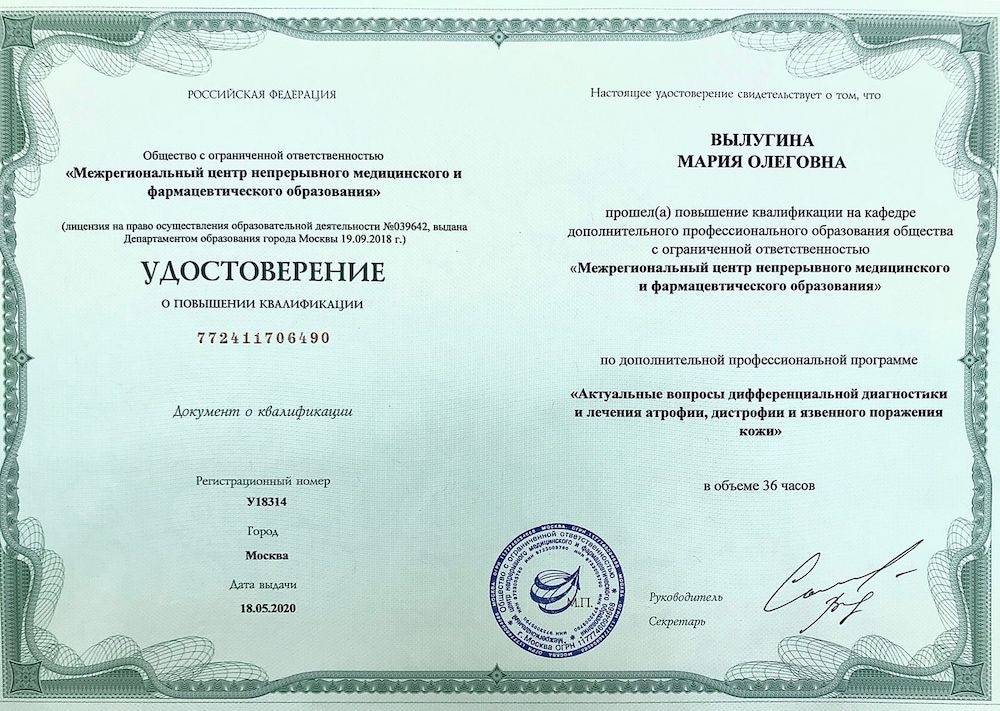 РОССИЙСКАЯ ФЕДЕРАЦИЯ
Общество с ограниченной ответственностью
«Межрегиональный центр непрерывного медицинского и
фармацевтического образования»
(лицензия на право осуществления образовательной деятельности №039642, выдана
Департаментом образования города Москвы 19.09.2018 г.)
УДОСТОВЕРЕНИЕ
О ПОВЫШЕНИИ КВАЛИФИКАЦИИ
772411706490
Документ о квалификации
Регистрационный номер
У18314
Город
Москва
Дата выдачи
18.05.2020
Настоящее удостоверение свидетельствует о том, что
ВЫЛУГИНА
МАРИЯ ОЛЕГОВНА
прошел(а) повышение квалификации на кафедре
дополнительного профессионального образования общества
с ограниченной ответственностью
«Межрегиональный центр непрерывного медицинского
и фармацевтического образования»
по дополнительной профессиональной программе
«Актуальные вопросы дифференциальной диагностики
и лечения атрофии, дистрофии и язвенного поражения
кожи»
в объеме 36 часов
М.П.
Руководитель
Секретарь
Общество с ограниченной ответственностью
г. Москва ОГРН